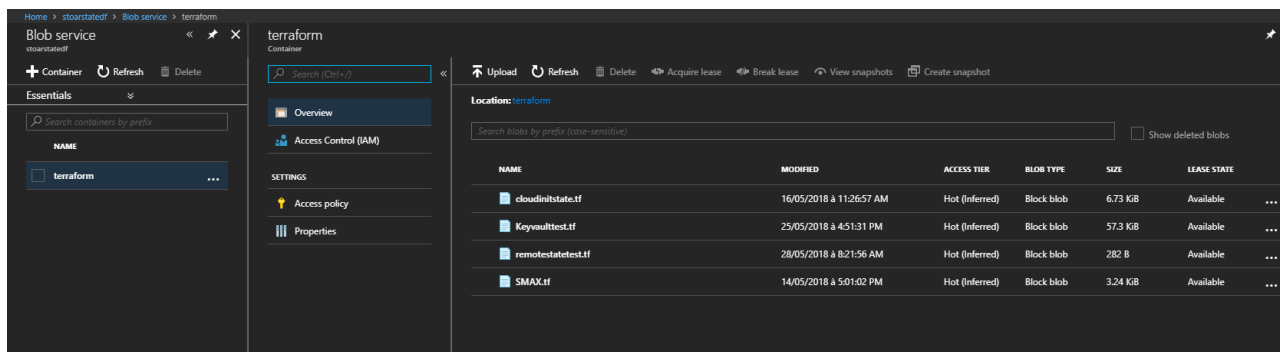 Home > stoarstatedf > Blob service > terraform
Blob service
stoarstatedf
Container Refresh Delete
Essentials
Search containers by prefix
NAME
terraform
terraform
Container
Search (Ctrl+/)
Overview
Access Control (IAM)
SETTINGS
Access policy
Properties
Upload Refresh Delete Acquire lease Break lease View snapshots Create snapshot
Location: terraform
Search blobs by prefix (case-sensitive)
Show deleted blobs
NAME MODIFIED ACCESS TIER BLOB TYPE SIZE LEASE STATE
cloudinitstate.tf 16/05/2018 à 11:26:57 AM Hot (Inferred) Block blob 6.73 KiB Available
Keyvaulttest.tf 25/05/2018 à 4:51:31 PM Hot (Inferred) Block blob 57.3 KiB Available
remotestatetest.tf 28/05/2018 à 8:21:56 AM Hot (Inferred) Block blob 282 B Available
SMAX.tf 14/05/2018 à 5:01:02 PM Hot (Inferred) Block blob 3.24 KiB Available